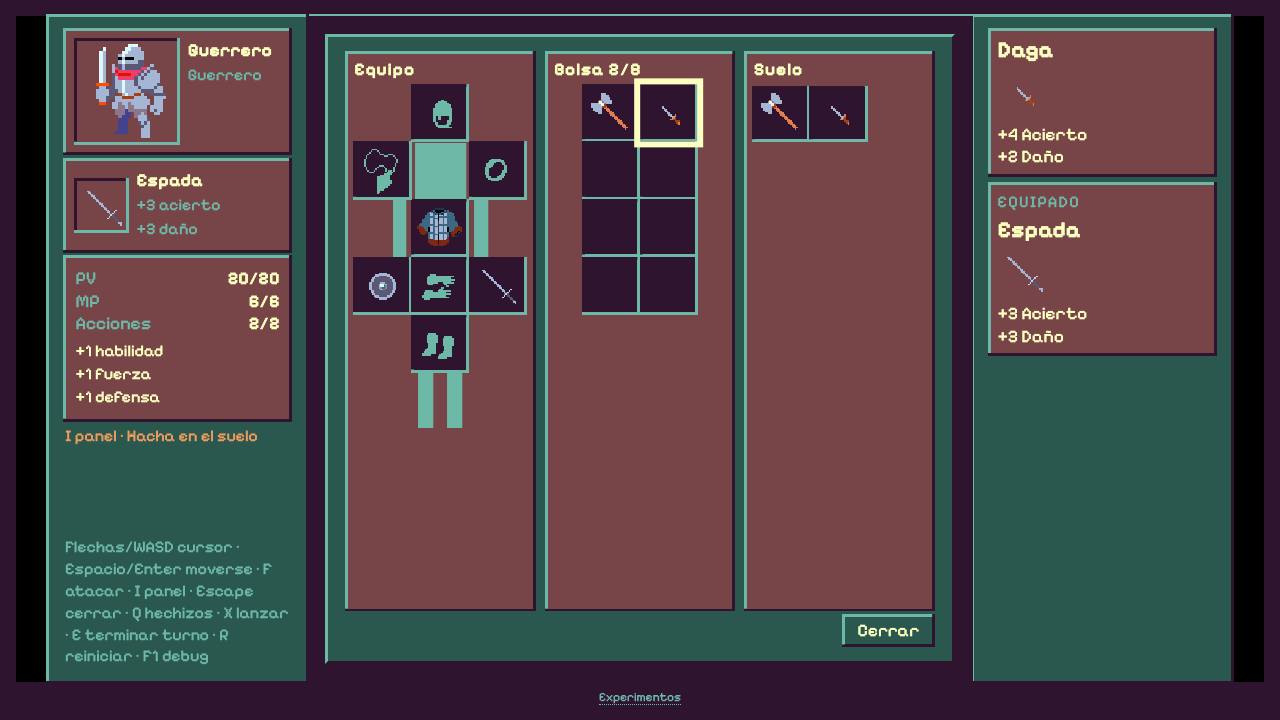 Guerrero
Guerrero
Espada
+3 acierto
+3 daño
PV 80/80
MP 6/6
Acciones 2/2
+1 habilidad
+1 fuerza
+1 defensa
I panel · Hacha en el suelo
Flechas/WASD cursor ·
Espacio/Enter moverse · F
atacar · I panel · Escape
cerrar · Q hechizos · X lanzar
· E terminar turno · R
reiniciar · F1 debug
Equipo
Bolsa 2/8
Suelo
Cerrar
Daga
+4 Acierto
+2 Daño
EQUIPADO
Espada
+3 Acierto
+3 Daño
Experimentos